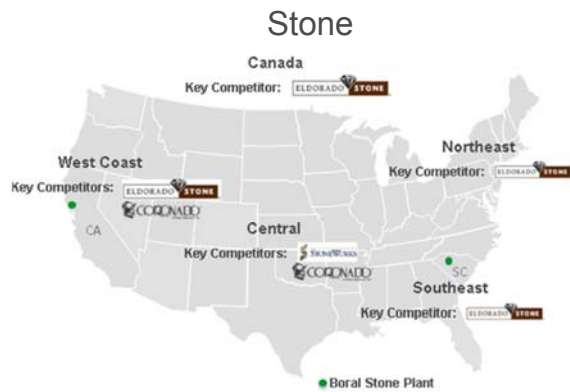 Stone
Canada
Key Competitor: ELDORADO STONE
Northeast
Key Competitor: ELDORADO STONE
West Coast
Key Competitors: ELDORADO STONE
CORONADO
CA
Central
Key Competitors: STONEWORKS
CORONADO
SC
Southeast
Key Competitor: ELDORADO STONE
Boral Stone Plant